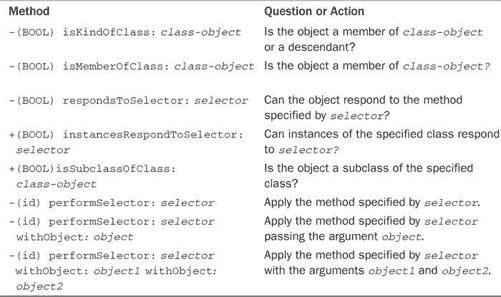 Method Question or Action
-(BOOL) isKindOfClass: class-object Is the object a member of class-object
or a descendant?
-(BOOL) isMemberOfClass: class-object Is the object a member of class-object?
-(BOOL) respondsToSelector: selector Can the object respond to the method
specified by selector?
+(BOOL) instancesRespondToSelector: Can instances of the specified class respond
selector to selector?
+(BOOL)isSubclassOfClass: Is the object a subclass of the specified
class-object class?
-(id) performSelector: selector Apply the method specified by selector.
-(id) performSelector: selector Apply the method specified by selector
withObject: object passing the argument object.
-(id) performSelector: selector Apply the method specified by selector
withObject: object1 withObject: with the arguments object1 and object2.
object2